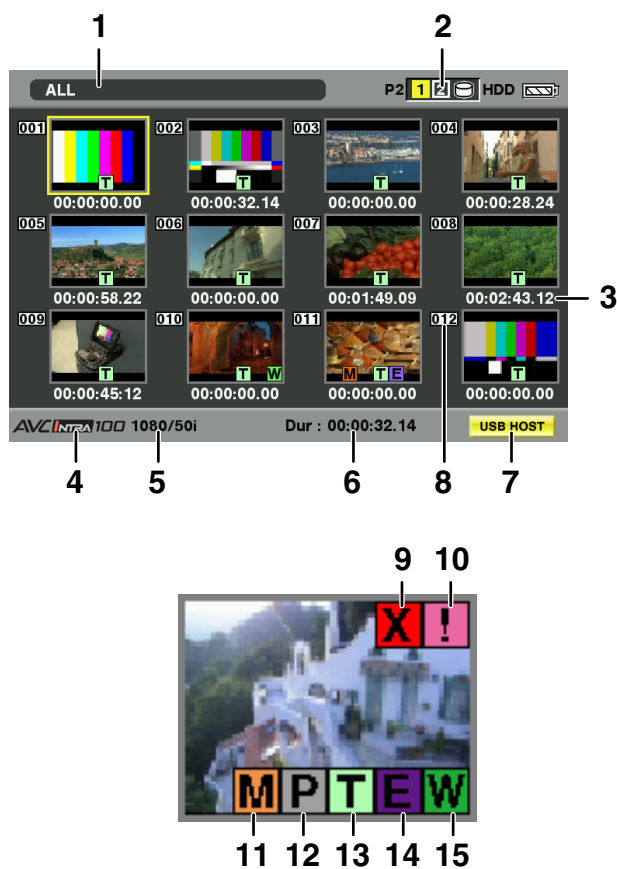 1 2
ALL P2 1 2 HDD
001 002 003 004
T T T T
00:00:00.00 00:00:32.14 00:00:00.00 00:00:28.24
005 006 007 008
T T T T
00:00:58.22 00:00:00.00 00:01:49.09 00:02:43.12 3
009 010 011 012
T T W M T E T
00:00:45:12 00:00:00.00 00:00:00.00 00:00:00.00
AVC INTRA 100 1080/50i Dur : 00:00:32.14 USB HOST
4 5 6 8 7
9 10
X !
M P T E W
11 12 13 14 15